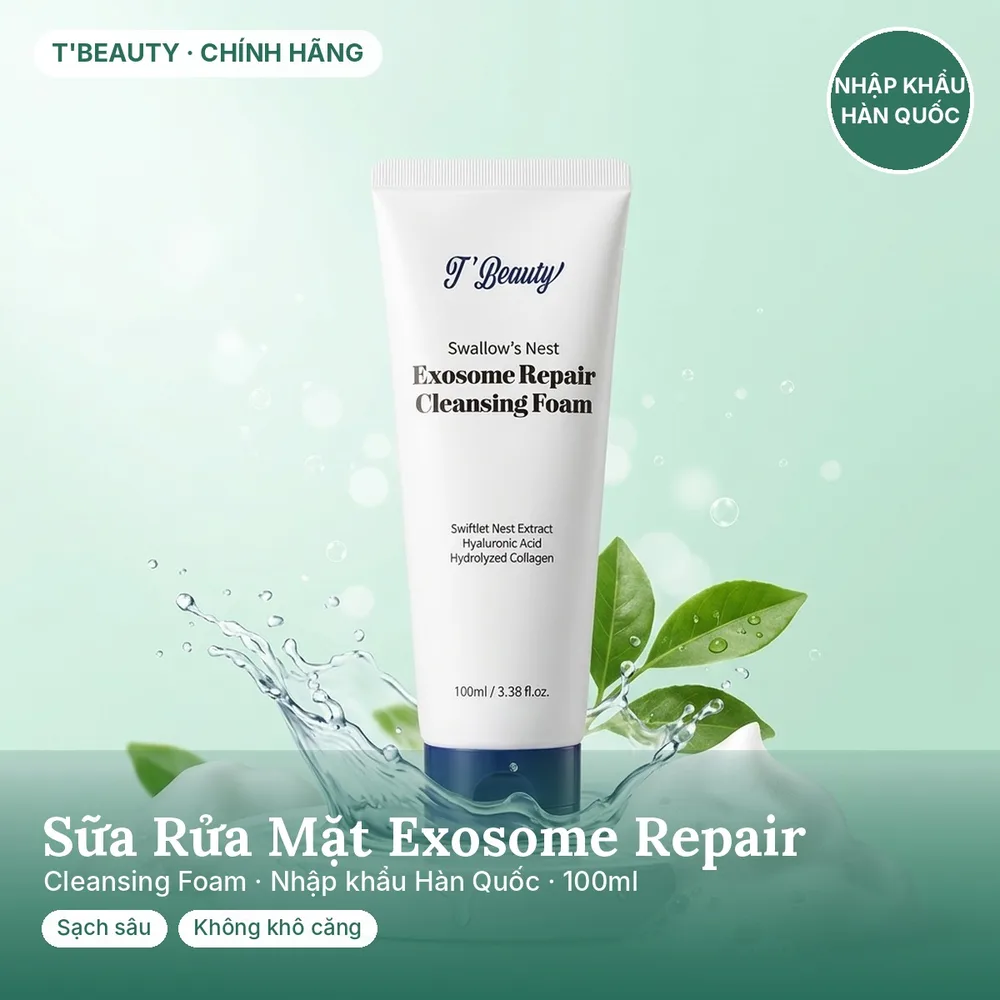 T'BEAUTY · CHÍNH HÃNG
NHẬP KHẨU
HÀN QUỐC
T'Beauty
Swallow's Nest
Exosome Repair
Cleansing Foam
Swiftlet Nest Extract
Hyaluronic Acid
Hydrolyzed Collagen
100ml / 3.38 fl.oz.
Sữa Rửa Mặt Exosome Repair
Cleansing Foam · Nhập khẩu Hàn Quốc · 100ml
Sạch sâu
Không khô căng